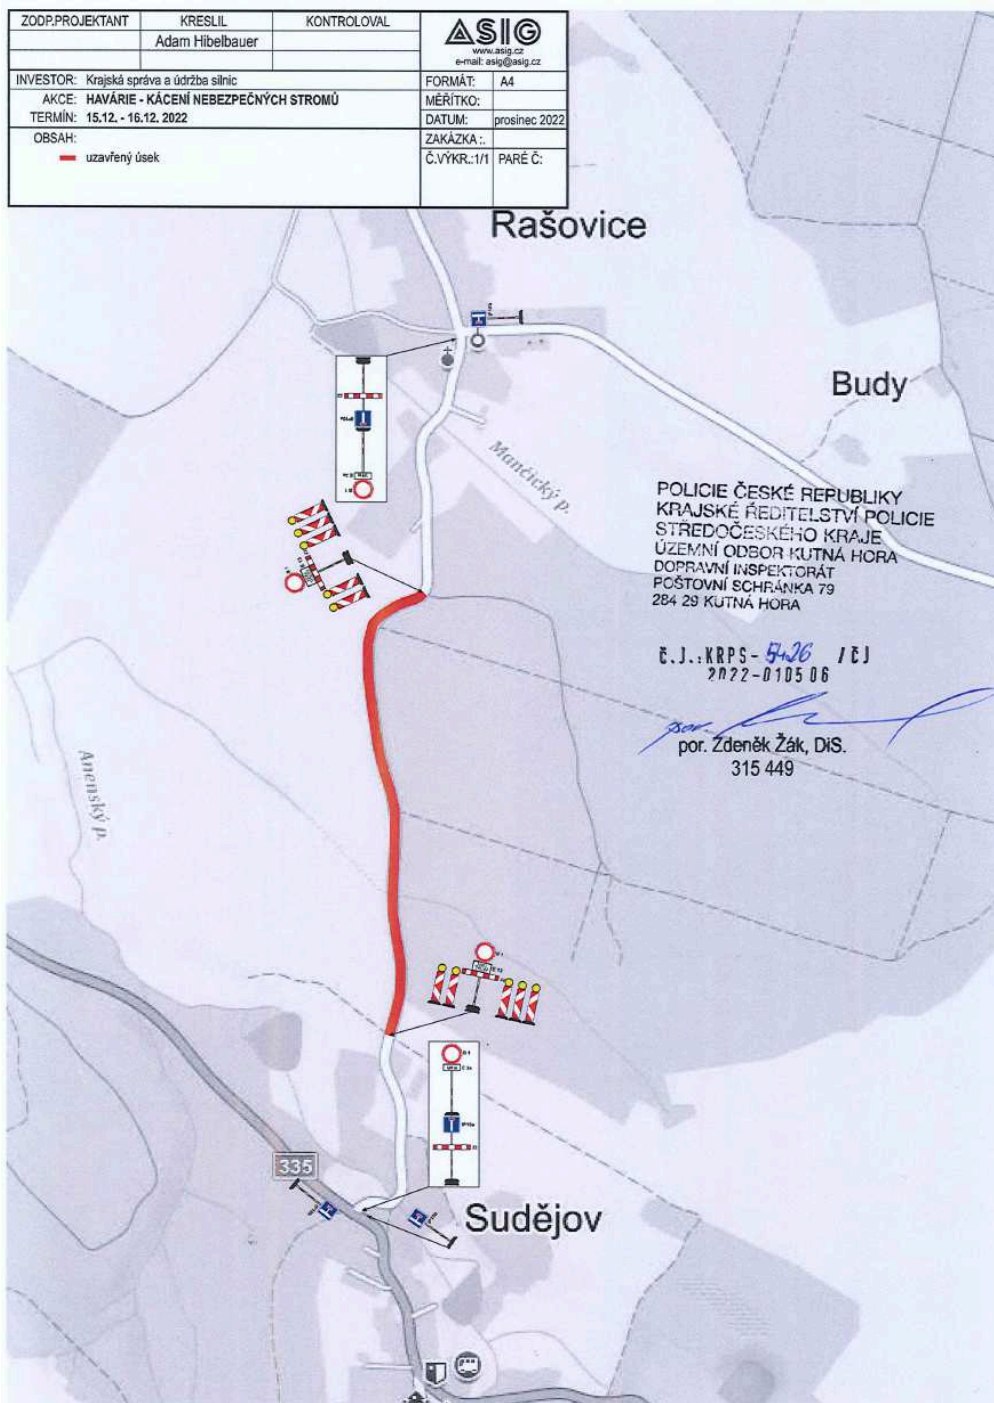 ZODP.PROJEKTANT KRESLIL KONTROLOVAL
Adam Hibelbauer
ASIG
www.asig.cz
e-mail: asig@asig.cz
INVESTOR: Krajská správa a údržba silnic
AKCE: HAVÁRIE - KÁCENÍ NEBEZPEČNÝCH STROMŮ
TERMÍN: 15.12. - 16.12. 2022
OBSAH:
uzavřený úsek
FORMÁT: A4
MĚŘÍTKO:
DATUM: prosinec 2022
ZAKÁZKA :.
Č.VÝKR.:1/1 PARÉ Č:
Rašovice
Budy
Mančický p.
POLICIE ČESKÉ REPUBLIKY
KRAJSKÉ ŘEDITELSTVÍ POLICIE
STŘEDOČESKÉHO KRAJE
ÚZEMNÍ ODBOR KUTNÁ HORA
DOPRAVNÍ INSPEKTORÁT
POŠTOVNÍ SCHRÁNKA 79
284 29 KUTNÁ HORA
Č.J.:KRPS- 5426 /ČJ
2022-010506
por. Zdeněk Žák, DiS.
315 449
Anenský p.
335
Sudějov